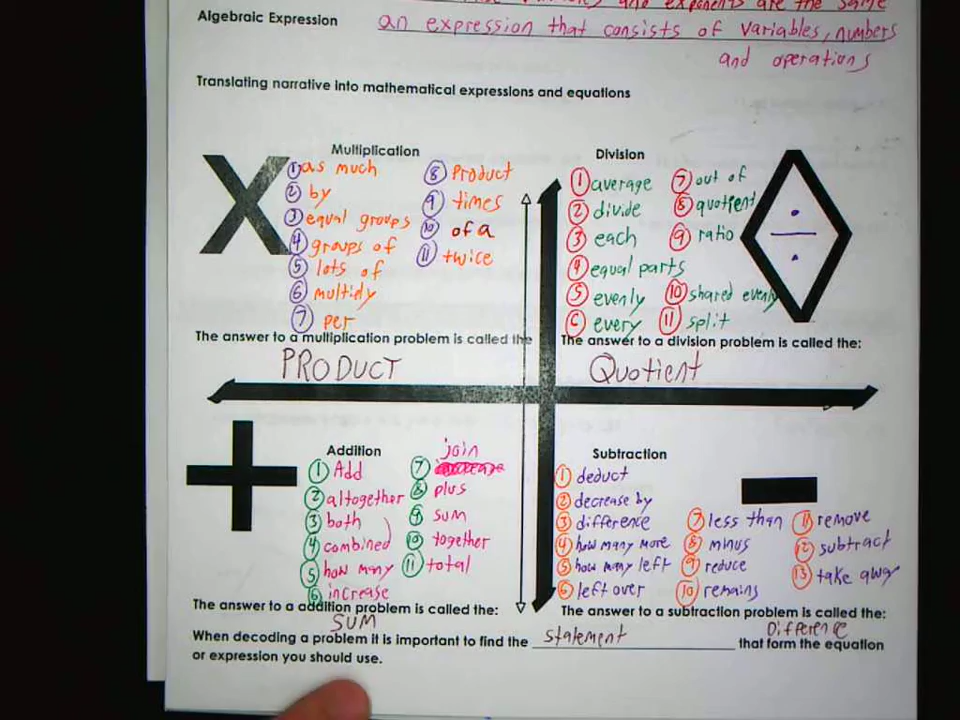 and exponents are the same
Algebraic Expression an expression that consists of variables, numbers
and operations
Translating narrative into mathematical expressions and equations
Multiplication
① as much
② by
③ equal groups
④ groups of
⑤ lots of
⑥ multidy
⑦ per
⑧ Product
⑨ times
⑩ of a
⑪ twice
The answer to a multiplication problem is called the
PRODUCT
Division
① average
② divide
③ each
④ equal parts
⑤ evenly
⑥ every
⑦ out of
⑧ quotient
⑨ ratio
⑩ shared evenly
⑪ split
The answer to a division problem is called the:
Quotient
Addition
① Add
② altogether
③ both
④ combined
⑤ how many
⑥ increase
⑦ join
⑧ plus
⑨ sum
⑩ together
⑪ total
The answer to a addition problem is called the:
SUM
Subtraction
① deduct
② decrease by
③ difference
④ how many more
⑤ how many left
⑥ left over
⑦ less than
⑧ minus
⑨ reduce
⑩ remains
⑪ remove
⑫ subtract
⑬ take away
The answer to a subtraction problem is called the:
Difference
When decoding a problem it is important to find the statement that form the equation
or expression you should use.